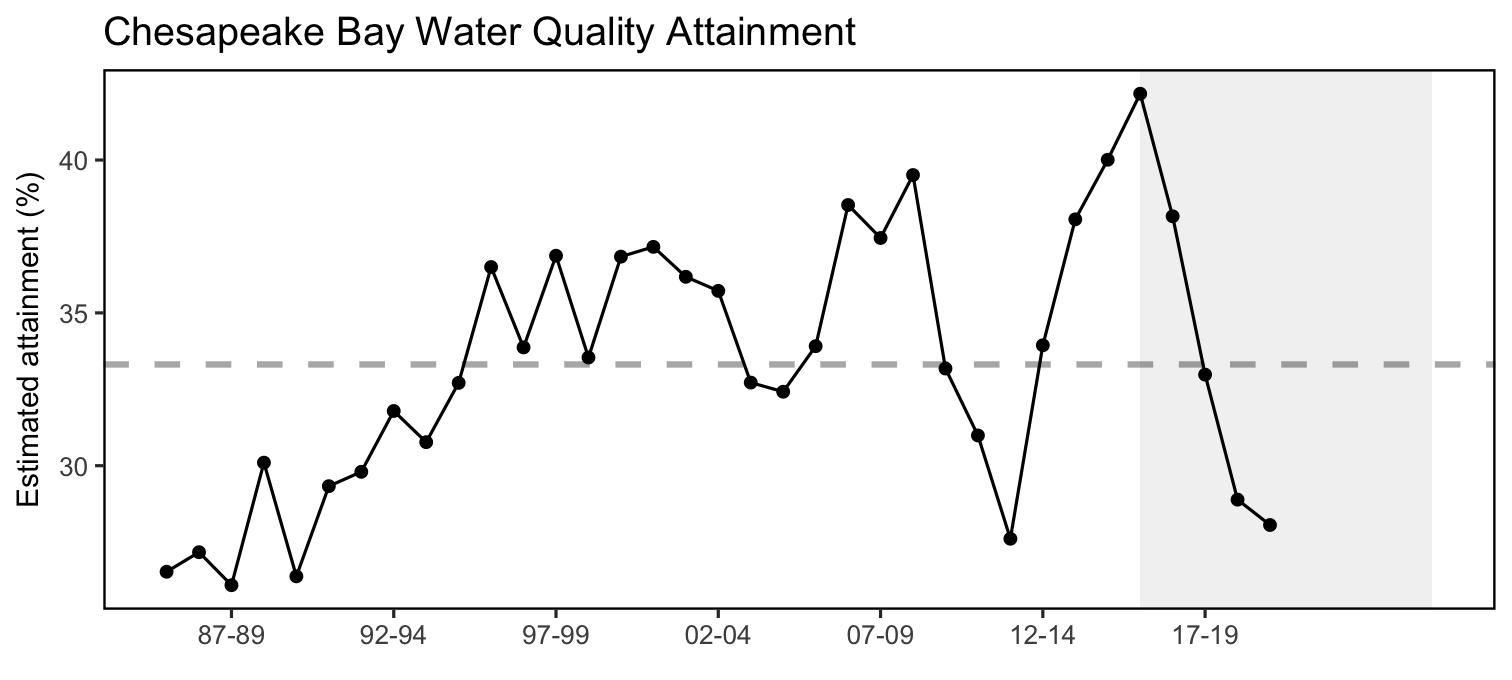 Chesapeake Bay Water Quality Attainment
Estimated attainment (%)
40
35
30
87-89 92-94 97-99 02-04 07-09 12-14 17-19